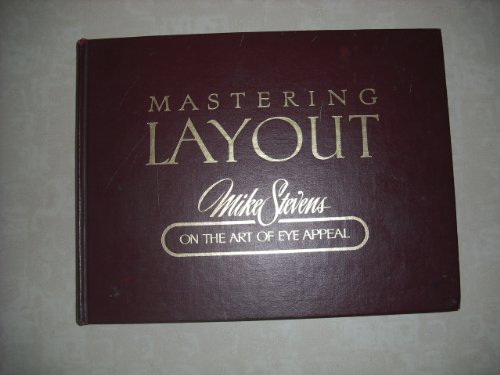 MASTERING
LAYOUT
Mike Stevens
ON THE ART OF EYE APPEAL